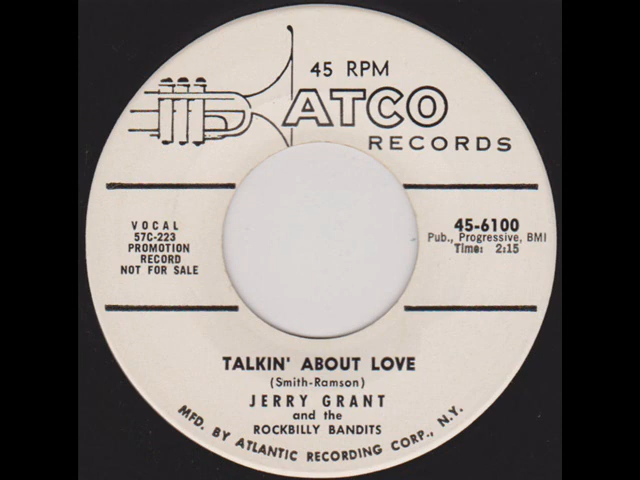 45 RPM
ATCO
RECORDS
VOCAL
57C-223
PROMOTION
RECORD
NOT FOR SALE
45-6100
Pub., Progressive, BMI
Time: 2:15
TALKIN' ABOUT LOVE
(Smith-Ramson)
JERRY GRANT
and the
ROCKBILLY BANDITS
MFD. BY ATLANTIC RECORDING CORP., N.Y.